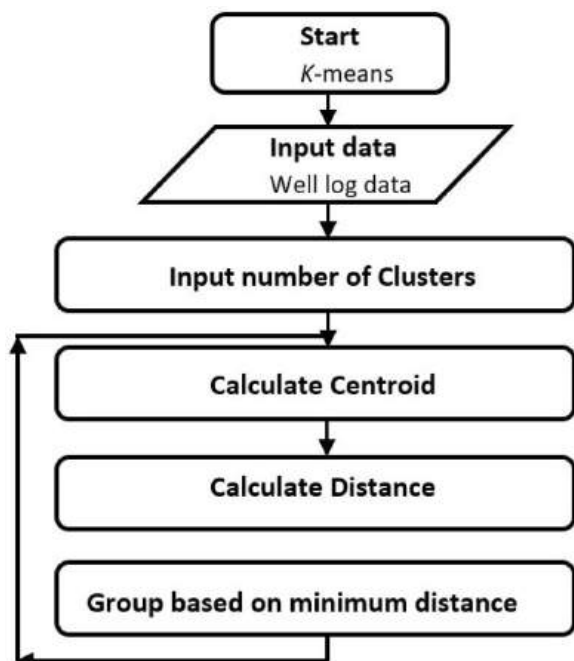 Start
K-means
Input data
Well log data
Input number of Clusters
Calculate Centroid
Calculate Distance
Group based on minimum distance